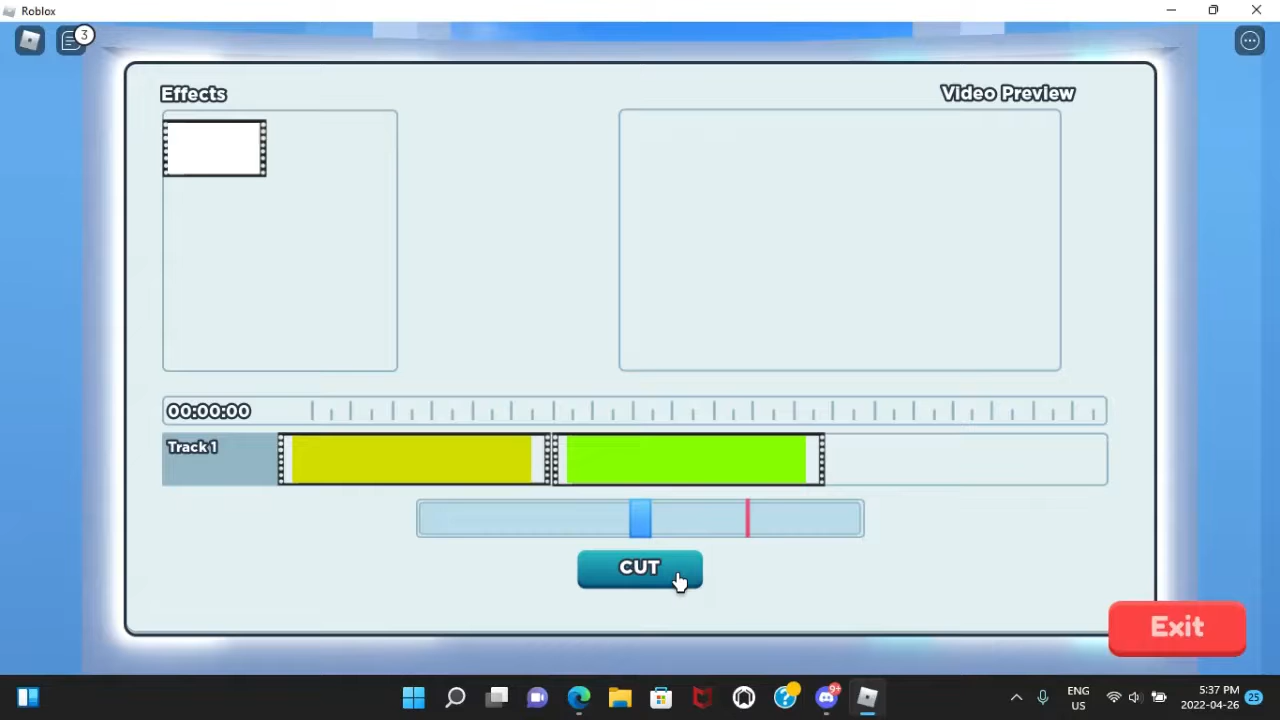 Roblox
3
Effects
Video Preview
00:00:00
Track 1
CUT
Exit
9+
ENG
US
5:37 PM
2022-04-26
25